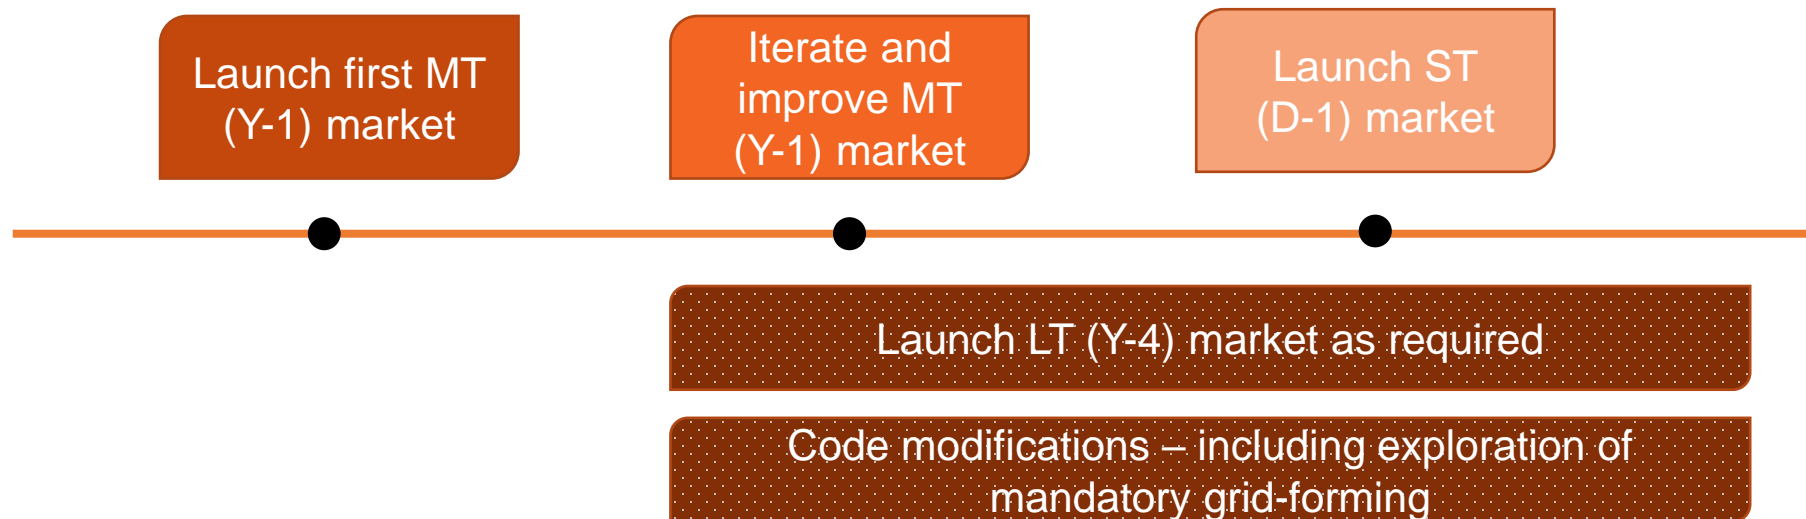 Launch first MT
(Y-1) market
Iterate and
improve MT
(Y-1) market
Launch ST
(D-1) market
Launch LT (Y-4) market as required
Code modifications – including exploration of
mandatory grid-forming